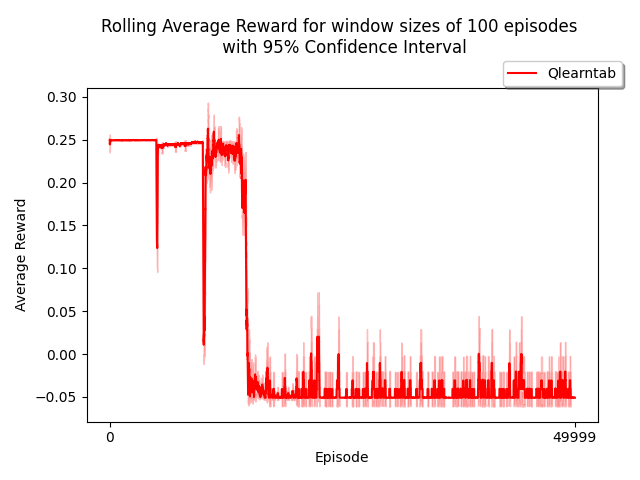 Rolling Average Reward for window sizes of 100 episodes
with 95% Confidence Interval
Qlearntab
0.30
0.25
0.20
0.15
0.10
0.05
0.00
−0.05
Average Reward
0
49999
Episode